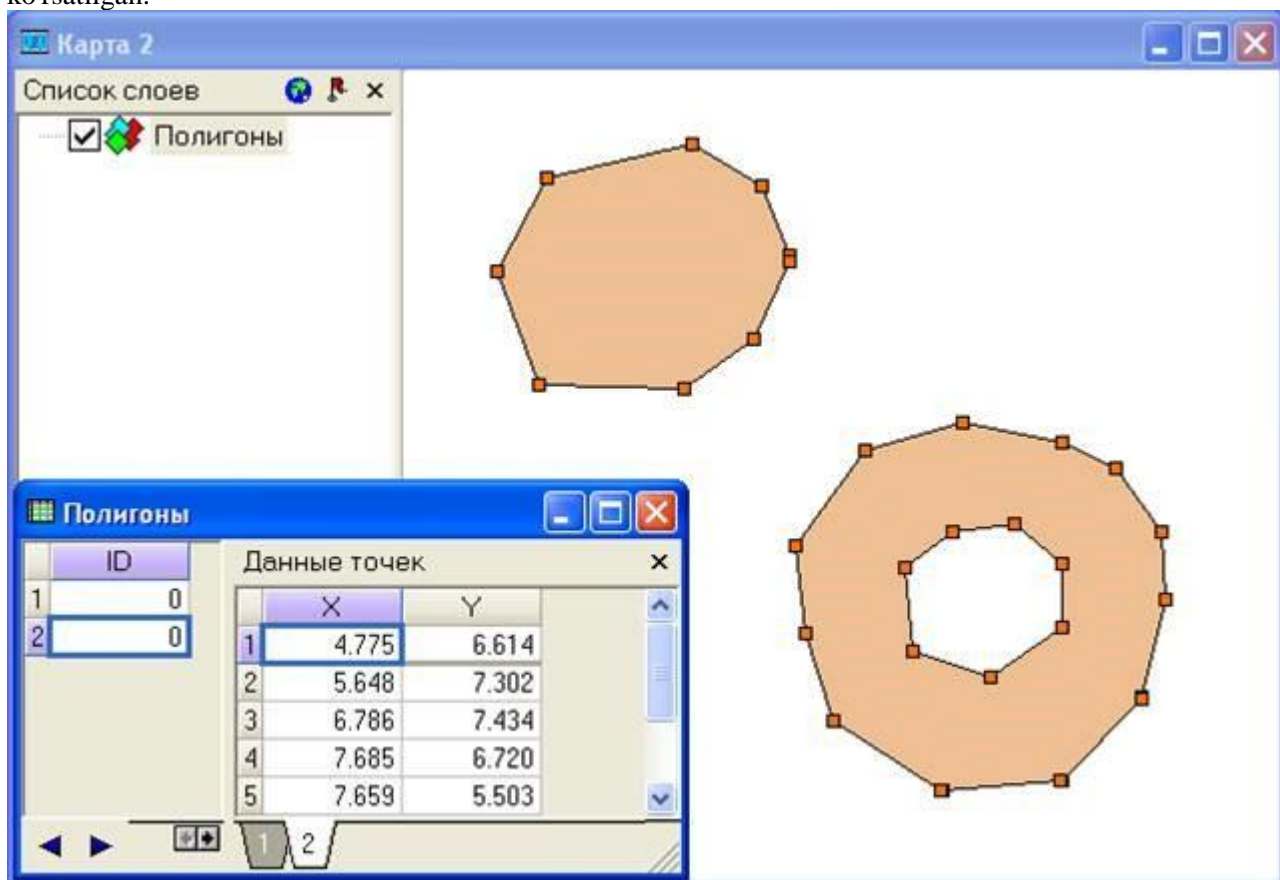 ko'rsatilgan.
Карта 2
Список слоев
Полигоны
Полигоны
ID
1 0
2 0
Данные точек
X Y
1 4.775 6.614
2 5.648 7.302
3 6.786 7.434
4 7.685 6.720
5 7.659 5.503
1 2